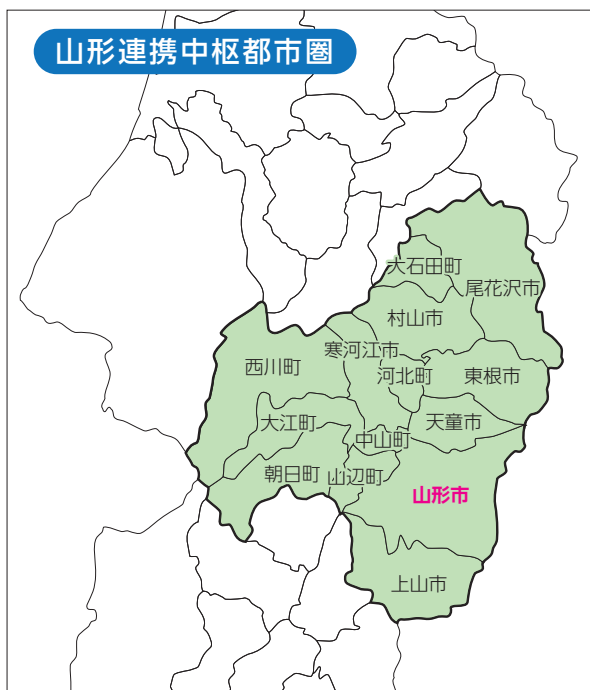 山形連携中枢都市圏
大石田町
尾花沢市
村山市
寒河江市
西川町
河北町
東根市
大江町
天童市
中山町
朝日町
山辺町
山形市
上山市